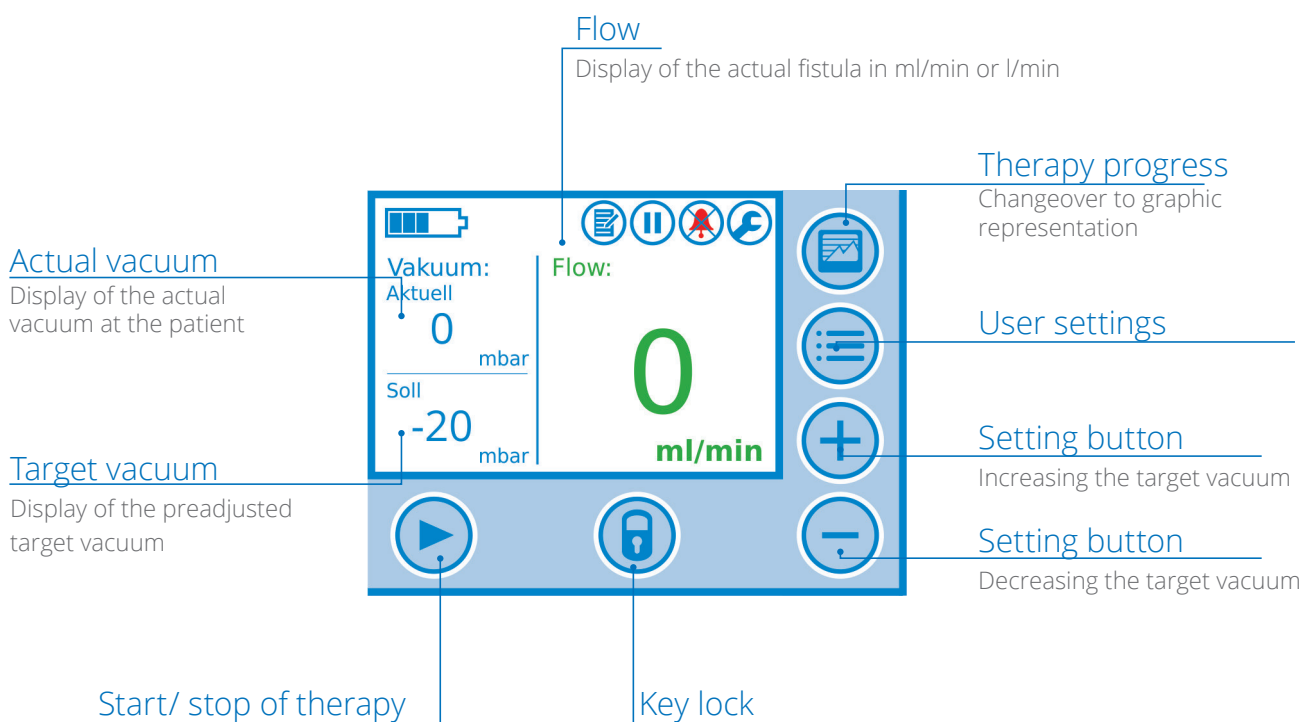 Flow
Display of the actual fistula in ml/min or l/min
Therapy progress
Changeover to graphic
representation
Actual vacuum
Display of the actual
vacuum at the patient
Vakuum:
Aktuell
0
mbar
Soll
-20
mbar
Flow:
0
ml/min
User settings
Setting button
Increasing the target vacuum
Target vacuum
Display of the preadjusted
target vacuum
Setting button
Decreasing the target vacuum
Start/ stop of therapy
Key lock